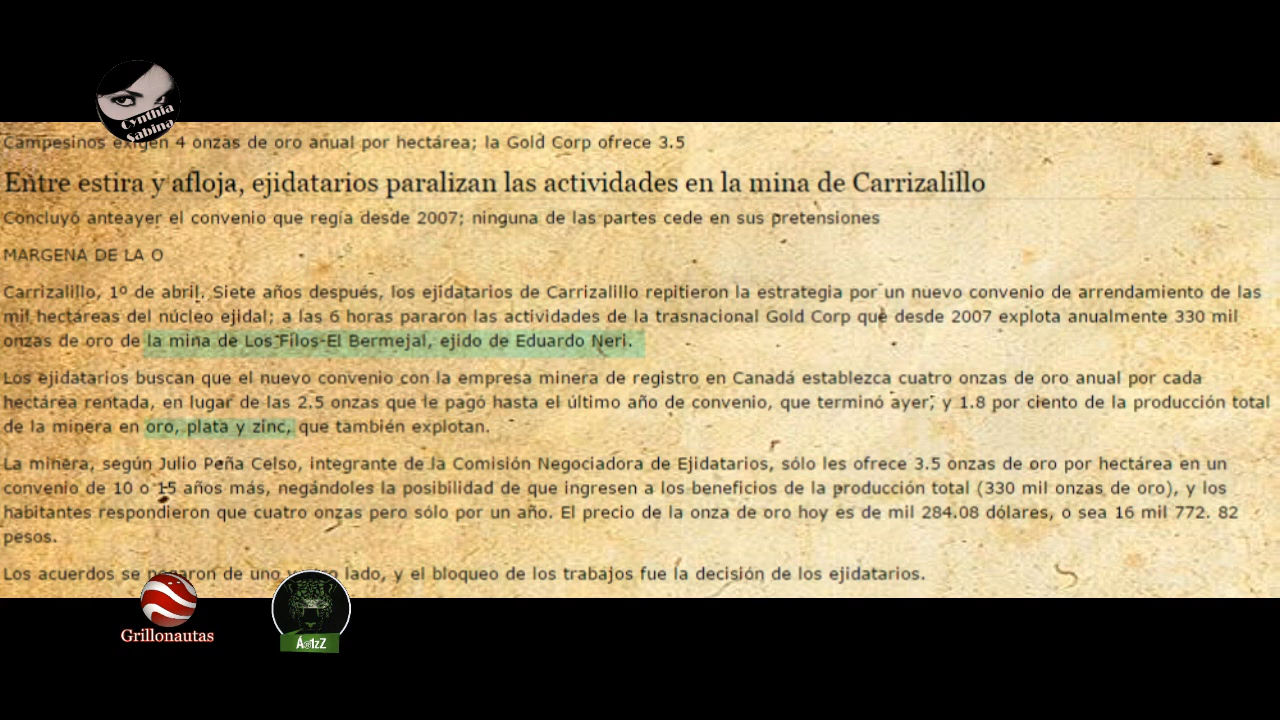 Cynthia
Sabina
Campesinos exigen 4 onzas de oro anual por hectárea; la Gold Corp ofrece 3.5
Entre estira y afloja, ejidatarios paralizan las actividades en la mina de Carrizalillo
Concluyó anteayer el convenio que regía desde 2007; ninguna de las partes cede en sus pretensiones
MARGENA DE LA O
Carrizalillo, 1º de abril. Siete años después, los ejidatarios de Carrizalillo repitieron la estrategia por un nuevo convenio de arrendamiento de las
mil hectáreas del núcleo ejidal; a las 6 horas pararon las actividades de la trasnacional Gold Corp que desde 2007 explota anualmente 330 mil
onzas de oro de la mina de Los Filos-El Bermejal, ejido de Eduardo Neri.
Los ejidatarios buscan que el nuevo convenio con la empresa minera de registro en Canadá establezca cuatro onzas de oro anual por cada
hectárea rentada, en lugar de las 2.5 onzas que le pagó hasta el último año de convenio, que terminó ayer, y 1.8 por ciento de la producción total
de la minera en oro, plata y zinc, que también explotan.
La minera, según Julio Peña Celso, integrante de la Comisión Negociadora de Ejidatarios, sólo les ofrece 3.5 onzas de oro por hectárea en un
convenio de 10 o 15 años más, negándoles la posibilidad de que ingresen a los beneficios de la producción total (330 mil onzas de oro), y los
habitantes respondieron que cuatro onzas pero sólo por un año. El precio de la onza de oro hoy es de mil 284.08 dólares, o sea 16 mil 772. 82
pesos.
Los acuerdos se de uno lado, y el bloqueo de los trabajos fue la decisión de los ejidatarios.
Grillonautas
A@1zZ